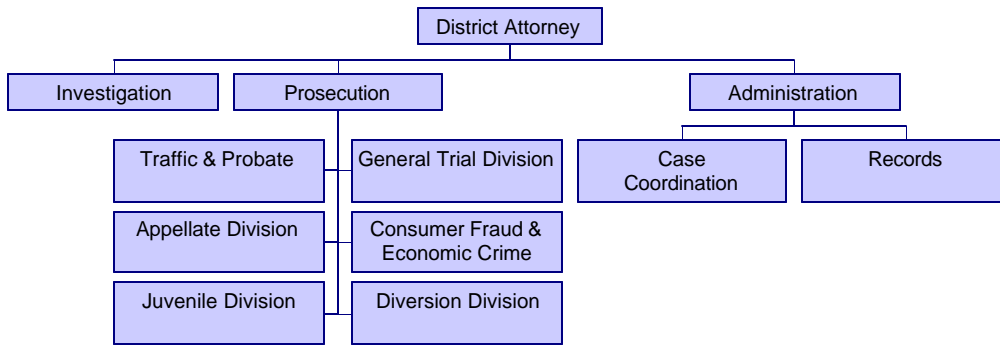 District Attorney
Investigation
Prosecution
Administration
Traffic & Probate
General Trial Division
Case
Coordination
Records
Appellate Division
Consumer Fraud &
Economic Crime
Juvenile Division
Diversion Division